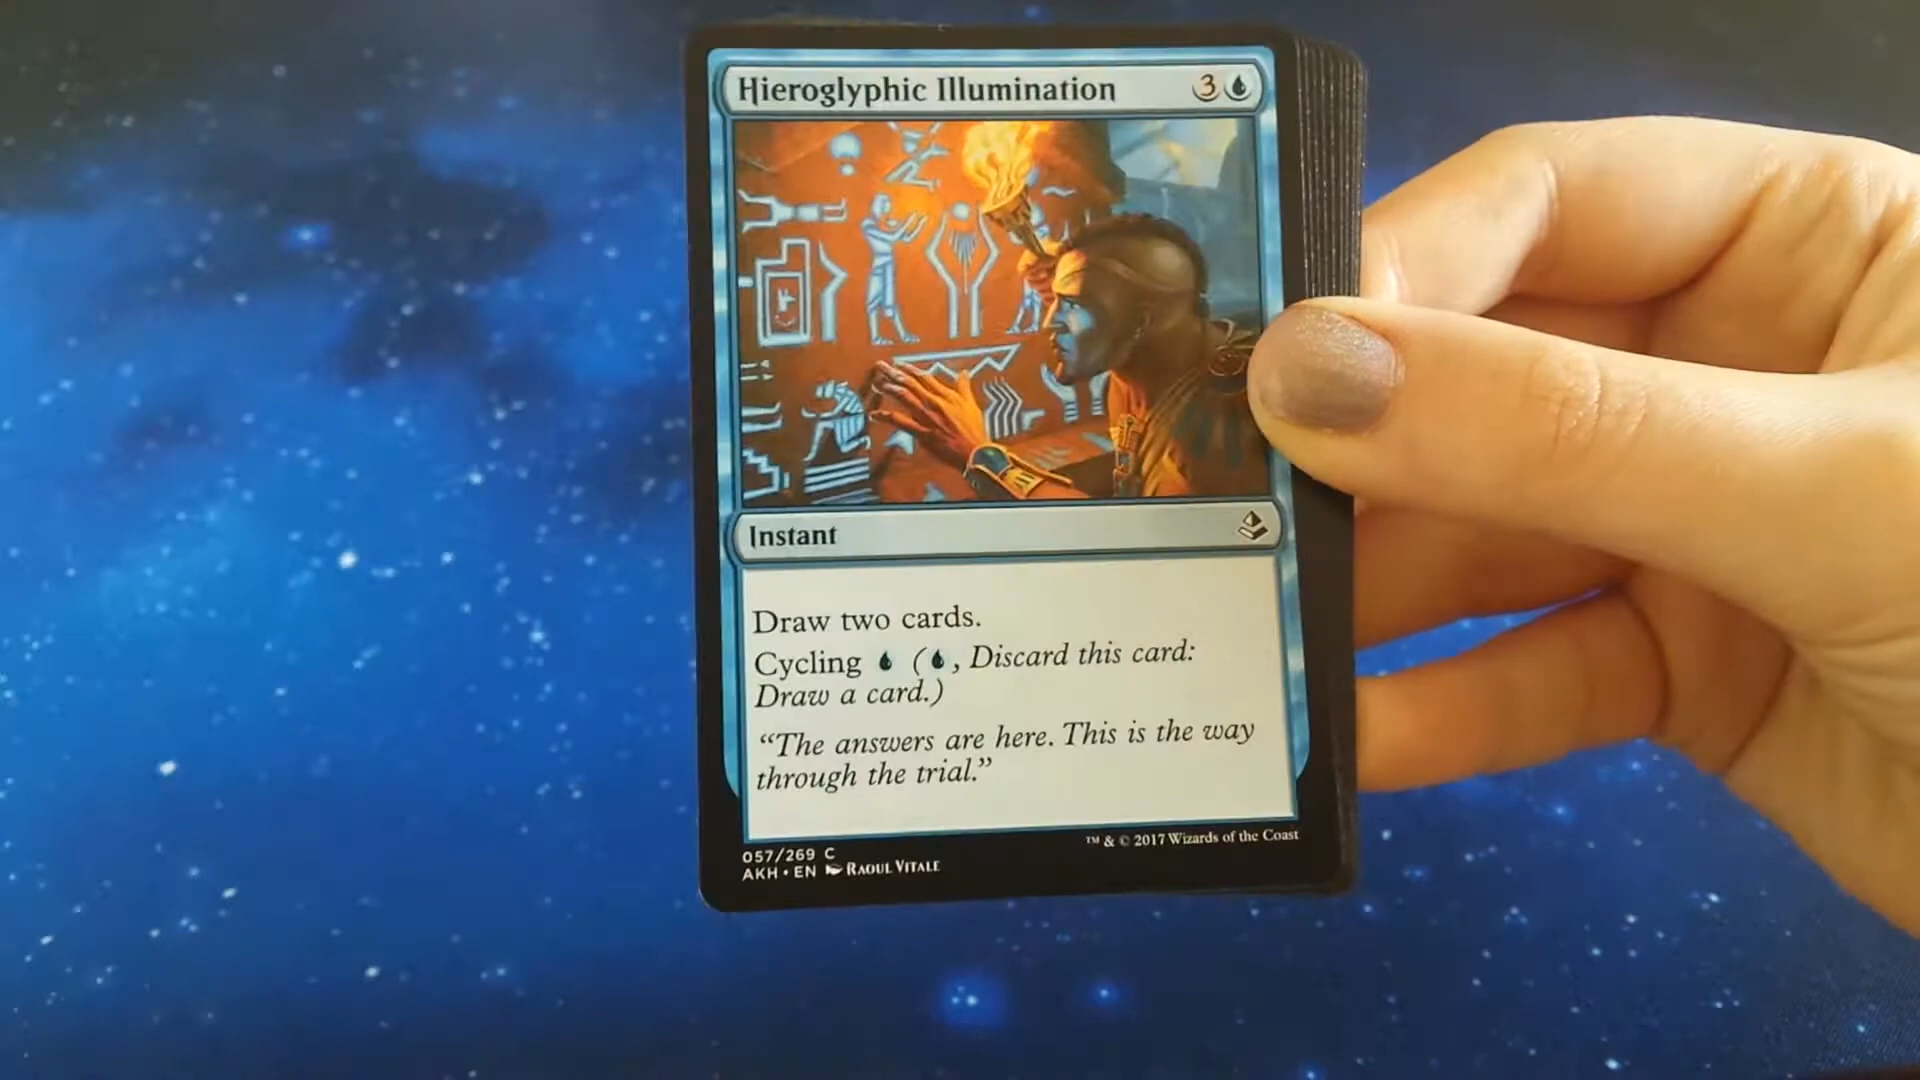 Hieroglyphic Illumination 3
Instant
Draw two cards.
Cycling ( , Discard this card:
Draw a card.)
“The answers are here. This is the way
through the trial.”
057/269 C
™ & © 2017 Wizards of the Coast
AKH • EN Raoul Vitale